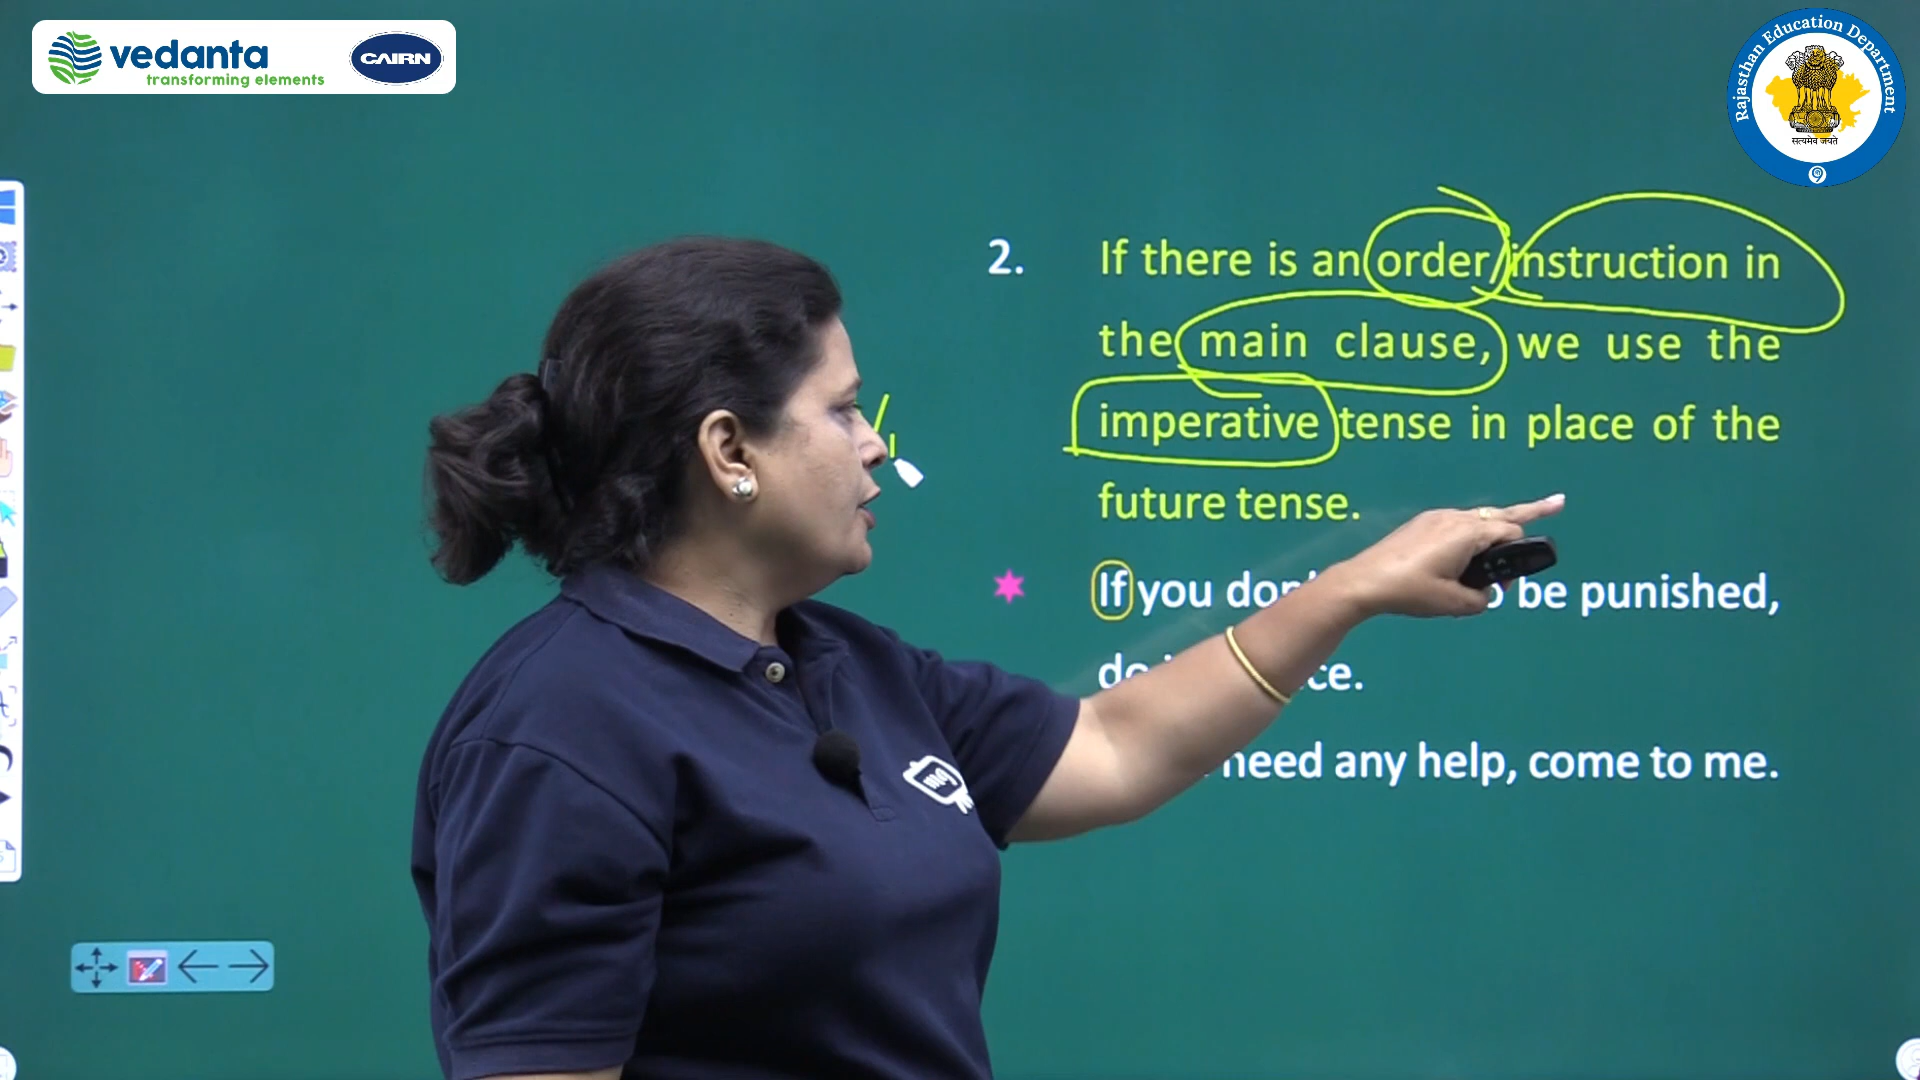 vedanta
transforming elements
CAIRN
Rajasthan Education Department
सत्यमेव जयते
2. If there is an order/instruction in
the main clause, we use the
imperative tense in place of the
future tense.
If you be punished,
need any help, come to me.